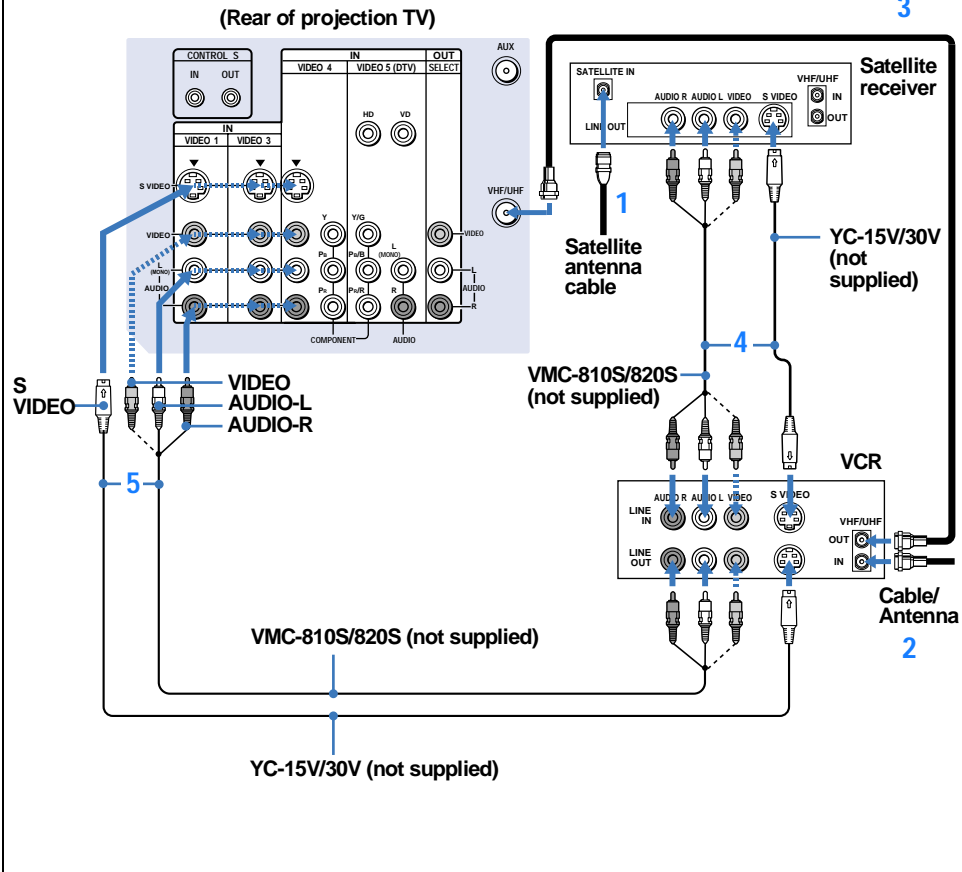 3
(Rear of projection TV)
CONTROL S
IN OUT
IN
OUT
VIDEO 4
VIDEO 5 (DTV)
SELECT
AUX
HD
VD
IN
VIDEO 1
VIDEO 3
S VIDEO
VIDEO
L
(MONO)
AUDIO
Y
PB
PR
Y/G
PB/B
PR/R
L
(MONO)
R
VIDEO
L
AUDIO
R
COMPONENT
AUDIO
VHF/UHF
SATELLITE IN
AUDIO R AUDIO L VIDEO
S VIDEO
VHF/UHF
IN
OUT
LINE OUT
Satellite
receiver
1
Satellite
antenna
cable
YC-15V/30V
(not
supplied)
4
VMC-810S/820S
(not supplied)
S
VIDEO
VIDEO
AUDIO-L
AUDIO-R
5
VCR
AUDIO R AUDIO L VIDEO
S VIDEO
LINE
IN
LINE
OUT
VHF/UHF
OUT
IN
Cable/
Antenna
2
VMC-810S/820S (not supplied)
YC-15V/30V (not supplied)